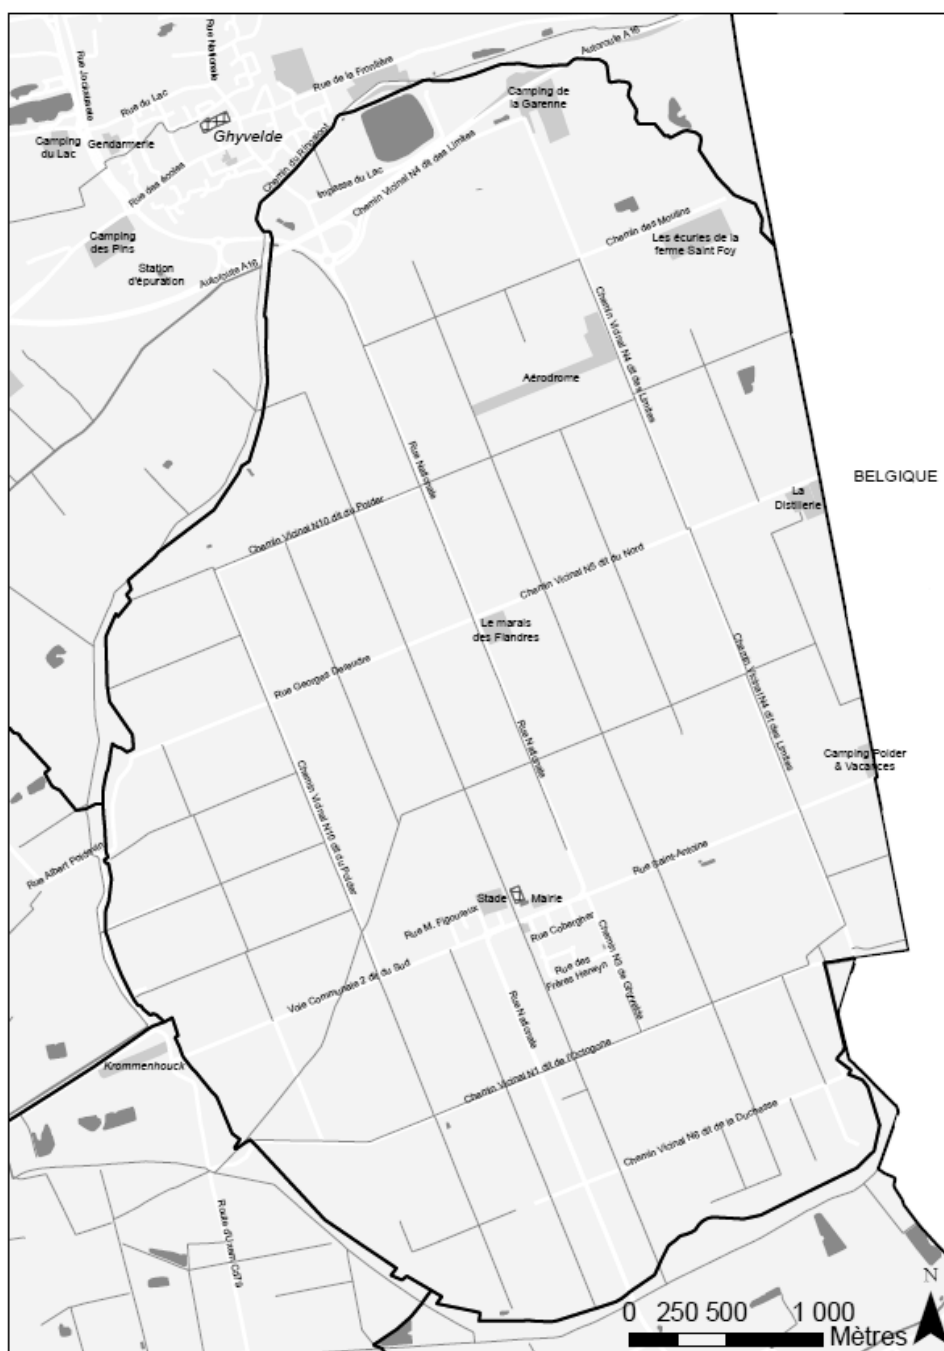 Autoroute A16
Rue Nationale
Rue de la Frontière
Rue du Lac
Camping de
la Garenne
Ghyvelde
Camping
du Lac
Gendarmerie
Chemin du Ringsloot
Impasse du Lac
Chemin Vicinal N4 dit des Limites
Rue des écoles
Chemin des Moulins
Camping
des Pins
Les écuries de la
ferme Saint Foy
Station
d'épuration
Autoroute A16
Chemin Vicinal N4 dit des Limites
Aérodrome
Rue Nationale
BELGIQUE
La
Distillerie
Chemin Vicinal N10 dit du Polder
Chemin Vicinal N5 dit du Nord
Le marais
des Flandres
Rue Georges Deleudre
Chemin Vicinal N4 dit des Limites
Rue Nationale
Camping Polder
& Vacances
Chemin Vicinal N10 dit du Polder
Rue Albert
Rue Saint-Antoine
Stade
Mairie
Rue M. Figoureux
Rue Cobergher
Chemin N3 de Ghyvelde
Rue des
Frères Herwyn
Voie Communale 2 dit du Sud
Rue Nationale
Krommenhouck
Chemin Vicinal N1 dit de l'Octogone
Chemin Vicinal N6 dit de la Duchesse
Route d'Uxem Cd79
N
0 250 500 1 000
Mètres